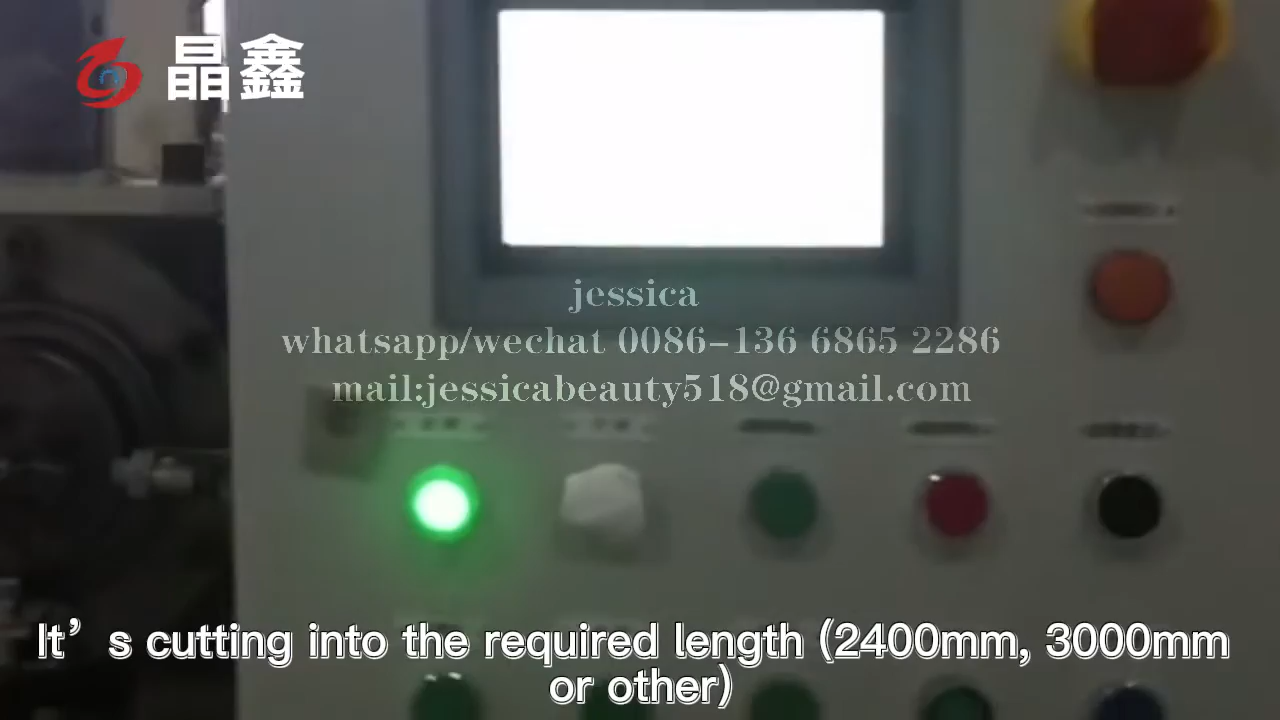 晶鑫
jessica
whatsapp/wechat 0086-136 6865 2286
mail:jessicabeauty518@gmail.com
It’s cutting into the required length (2400mm, 3000mm
or other)